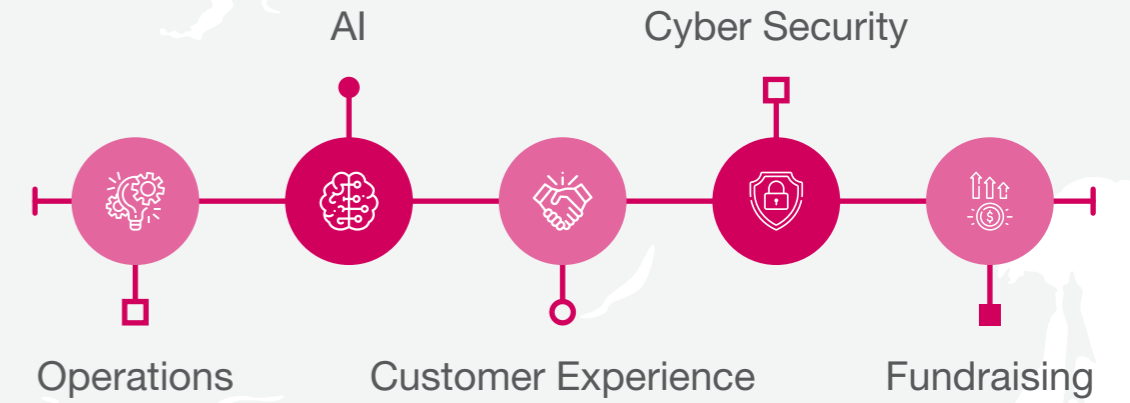 AI
Cyber Security
$
Operations
Customer Experience
Fundraising